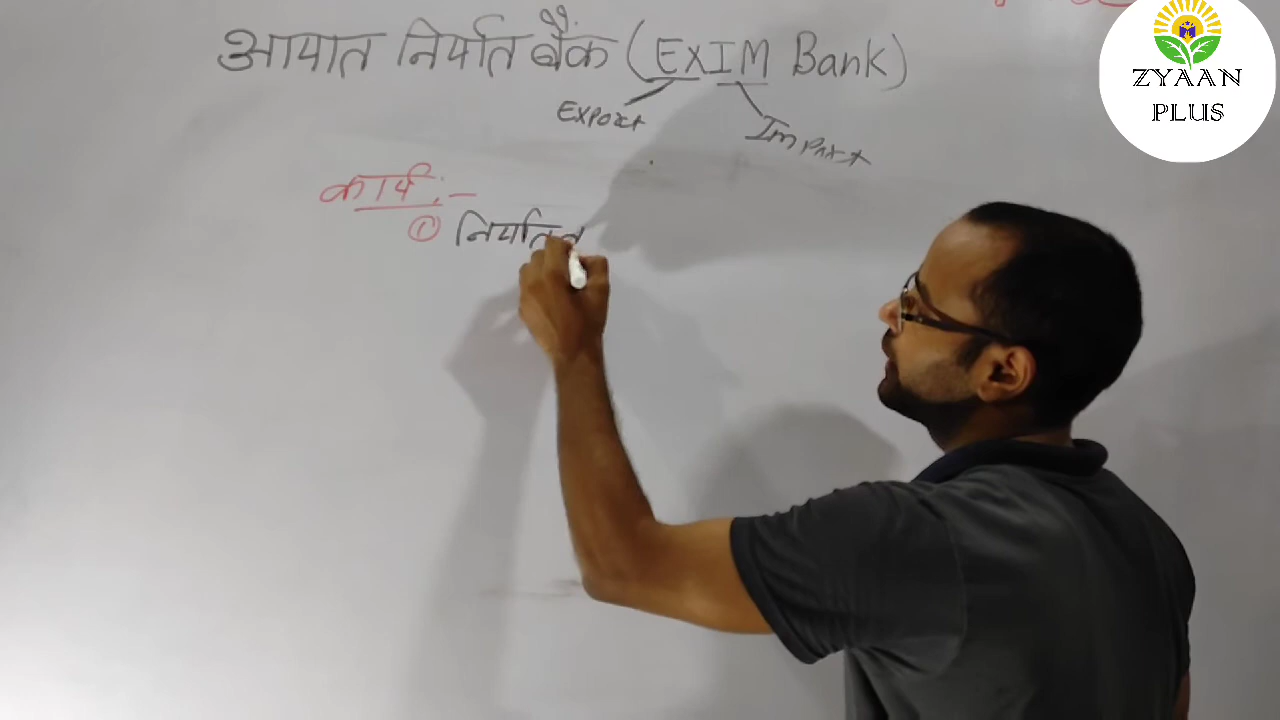 आयात निर्यात बैंक (EXIM Bank)
Export
Import
कार्य :-
① निर्यात
ZYAAN
PLUS